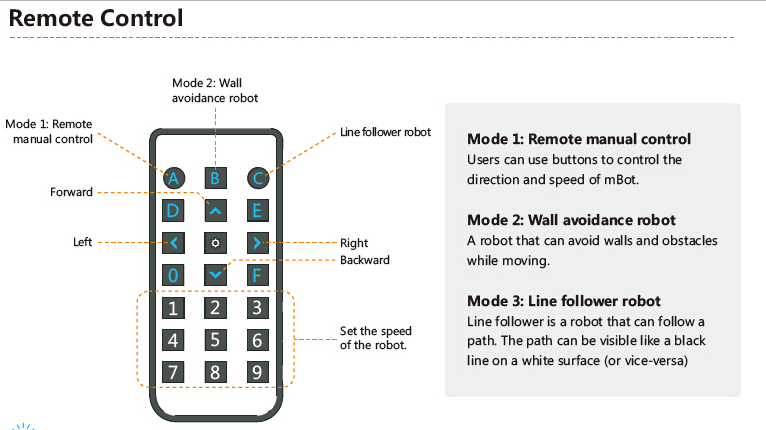 Remote Control
Mode 2: Wall
avoidance robot
Mode 1: Remote
manual control
Line follower robot
A
B
C
Forward
D
E
Left
Right
Backward
0
F
1
2
3
4
5
6
Set the speed
of the robot.
7
8
9
Mode 1: Remote manual control
Users can use buttons to control the
direction and speed of mBot.
Mode 2: Wall avoidance robot
A robot that can avoid walls and obstacles
while moving.
Mode 3: Line follower robot
Line follower is a robot that can follow a
path. The path can be visible like a black
line on a white surface (or vice-versa)